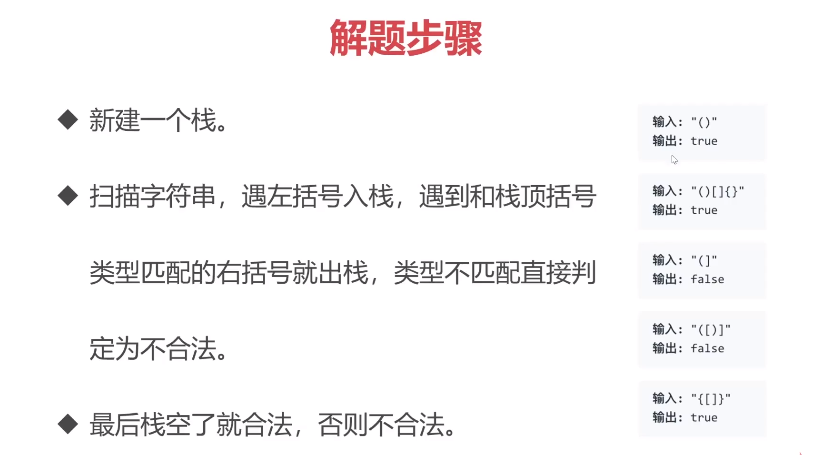 解题步骤
◆ 新建一个栈。
◆ 扫描字符串，遇左括号入栈，遇到和栈顶括号
类型匹配的右括号就出栈，类型不匹配直接判
定为不合法。
◆ 最后栈空了就合法，否则不合法。
输入: "()"
输出: true
输入: "()[]{}"
输出: true
输入: "(]"
输出: false
输入: "([)]"
输出: false
输入: "{[]}"
输出: true